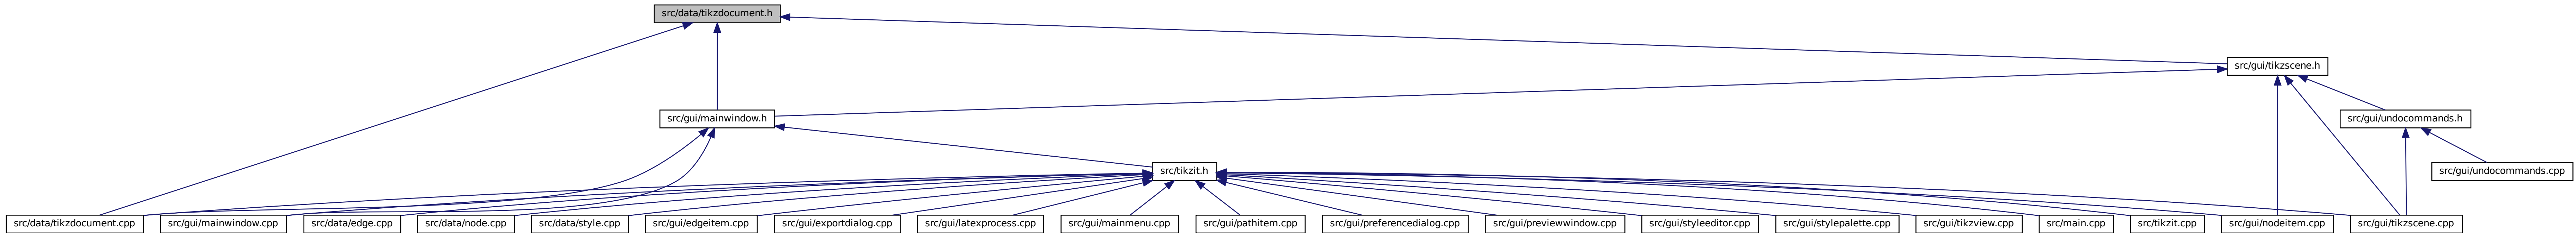 src/data/tikzdocument.h
src/gui/tikzscene.h
src/gui/mainwindow.h
src/gui/undocommands.h
src/tikzit.h
src/gui/undocommands.cpp
src/data/tikzdocument.cpp
src/gui/mainwindow.cpp
src/data/edge.cpp
src/data/node.cpp
src/data/style.cpp
src/gui/edgeitem.cpp
src/gui/exportdialog.cpp
src/gui/latexprocess.cpp
src/gui/mainmenu.cpp
src/gui/pathitem.cpp
src/gui/preferencedialog.cpp
src/gui/previewwindow.cpp
src/gui/styleeditor.cpp
src/gui/stylepalette.cpp
src/gui/tikzview.cpp
src/main.cpp
src/tikzit.cpp
src/gui/nodeitem.cpp
src/gui/tikzscene.cpp